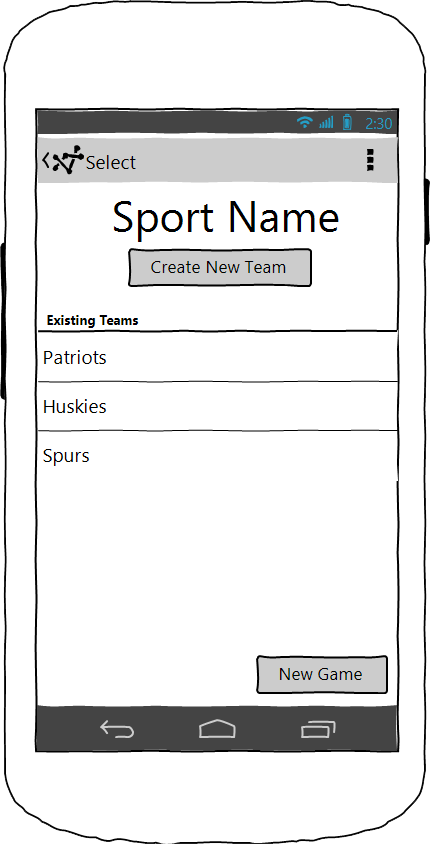 2:30
Select
Sport Name
Create New Team
Existing Teams
Patriots
Huskies
Spurs
New Game